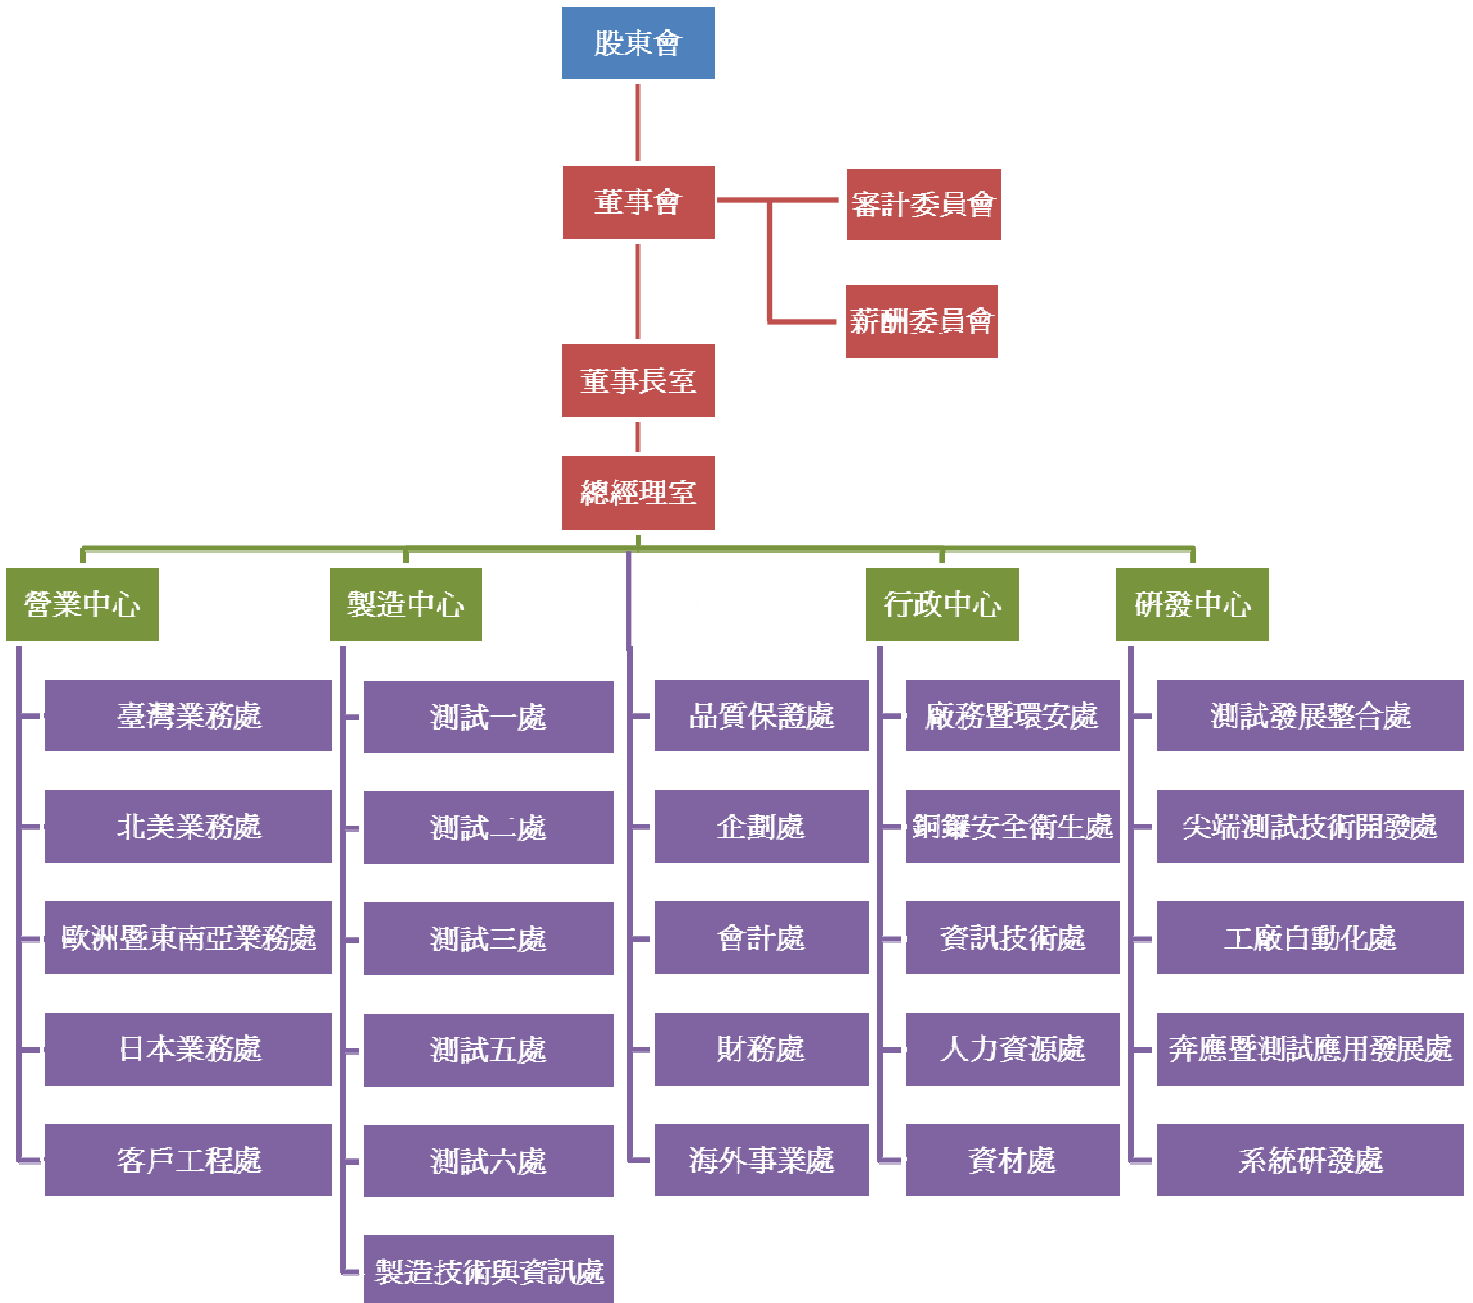 股東會
董事會
審計委員會
薪酬委員會
董事長室
總經理室
營業中心
製造中心
行政中心
研發中心
臺灣業務處
北美業務處
歐洲暨東南亞業務處
日本業務處
客戶工程處
測試一處
測試二處
測試三處
測試五處
測試六處
製造技術與資訊處
品質保證處
企劃處
會計處
財務處
海外事業處
廠務暨環安處
銅鑼安全衛生處
資訊技術處
人力資源處
資材處
測試發展整合處
尖端測試技術開發處
工廠自動化處
奔應暨測試應用發展處
系統研發處